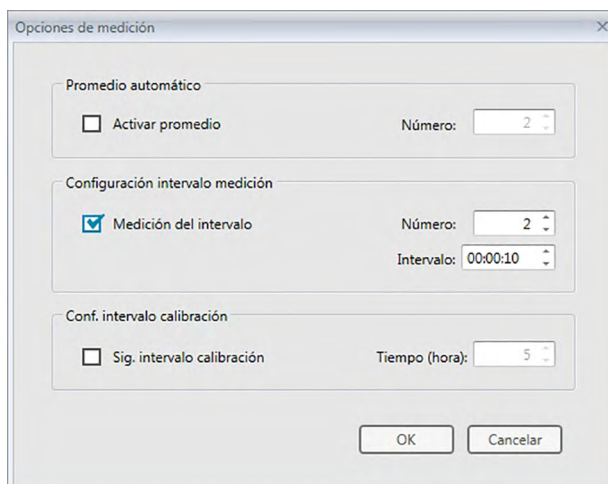 Opciones de medición
Promedio automático
Activar promedio Número: 2
Configuración intervalo medición
Medición del intervalo Número: 2
Intervalo: 00:00:10
Conf. intervalo calibración
Sig. intervalo calibración Tiempo (hora): 5
OK Cancelar